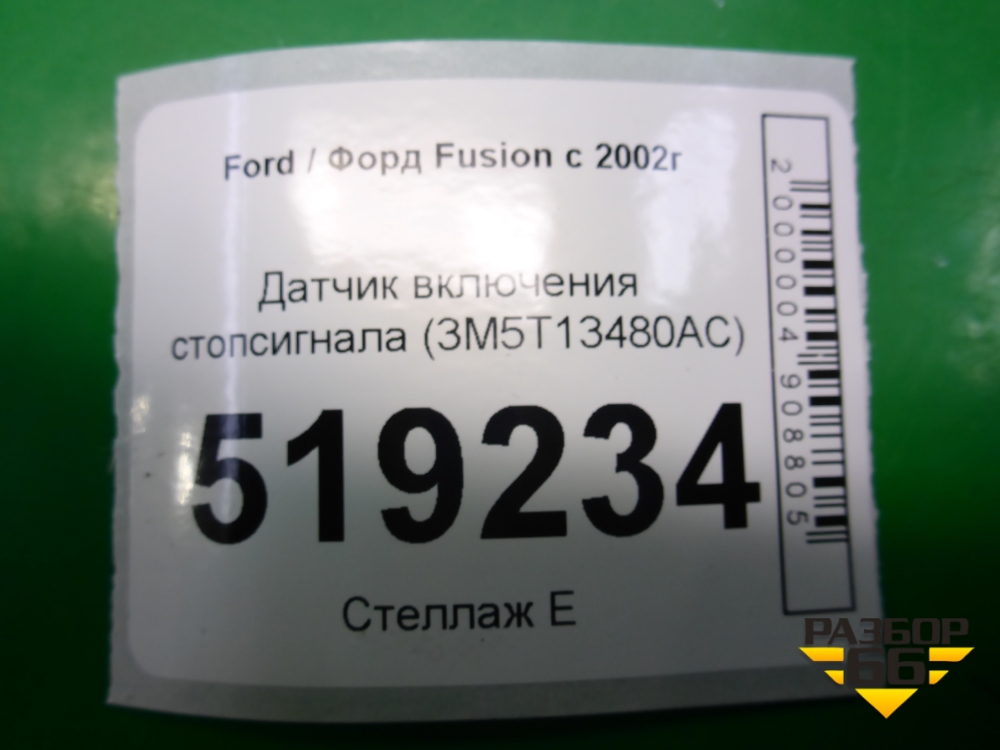 Ford / Форд Fusion с 2002г
Датчик включения
стопсигнала (3M5T13480AC)
519234
Стеллаж Е
2000004908805
РАЗБОР
66